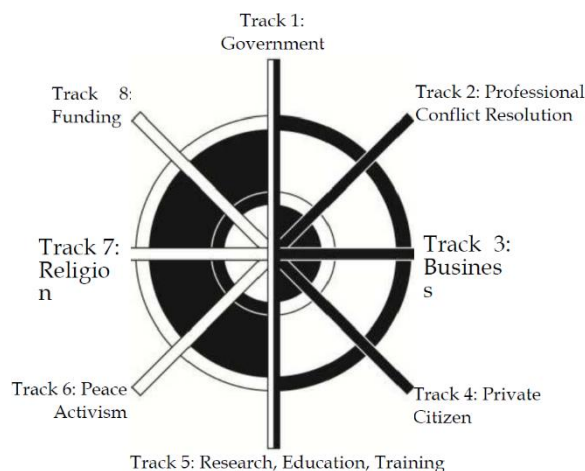 Track 1:
Government
Track 2: Professional
Conflict Resolution
Track 3:
Busines
s
Track 4: Private
Citizen
Track 5: Research, Education, Training
Track 6: Peace
Activism
Track 7:
Religio
n
Track 8:
Funding